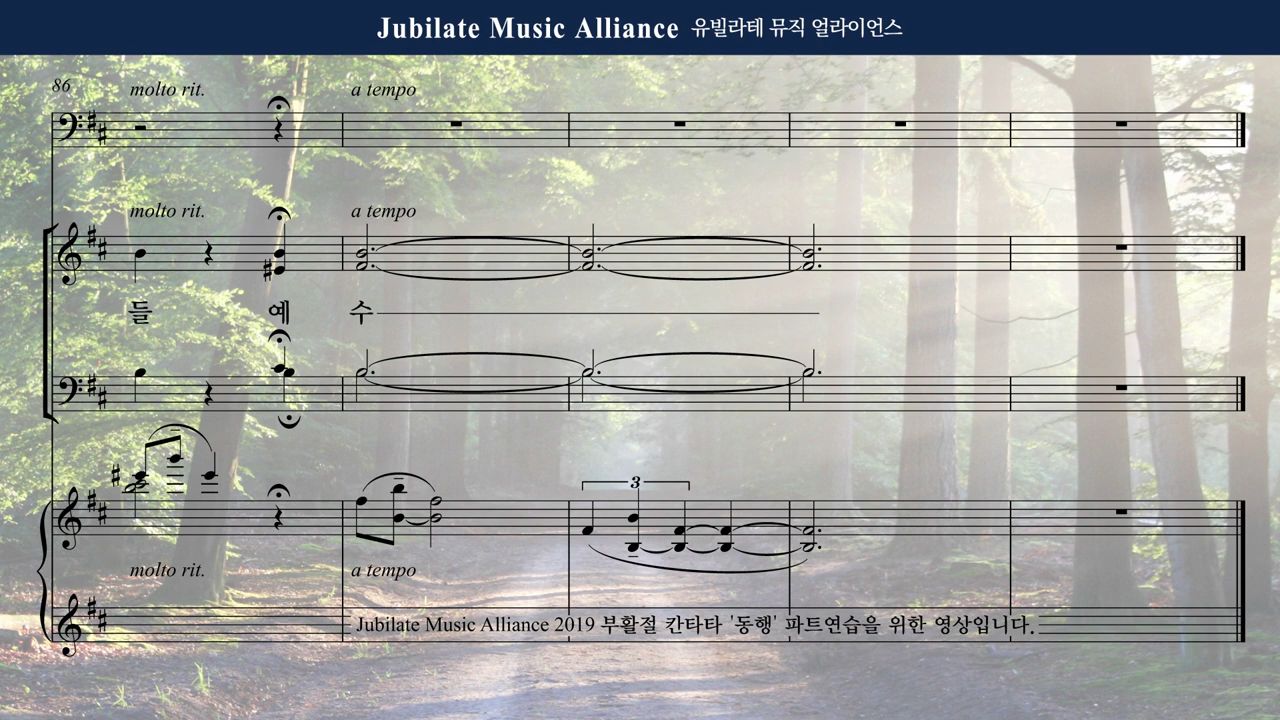 Jubilate Music Alliance 유빌라테 뮤직 얼라이언스
86 molto rit. a tempo
molto rit. a tempo
들 예 수
3
molto rit. a tempo
Jubilate Music Alliance 2019 부활절 칸타타 '동행' 파트연습을 위한 영상입니다.